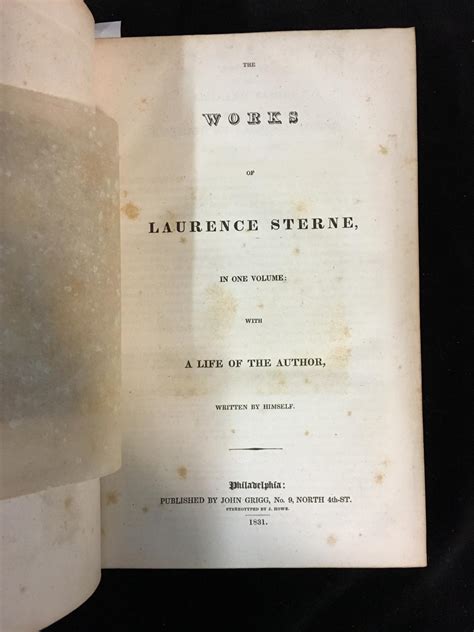 THE
WORKS
OF
LAURENCE STERNE,
IN ONE VOLUME:
WITH
A LIFE OF THE AUTHOR,
WRITTEN BY HIMSELF.
Philadelphia:
PUBLISHED BY JOHN GRIGG, No. 9, NORTH 4th-ST.
STEREOTYPED BY J. HOWE.
1831.